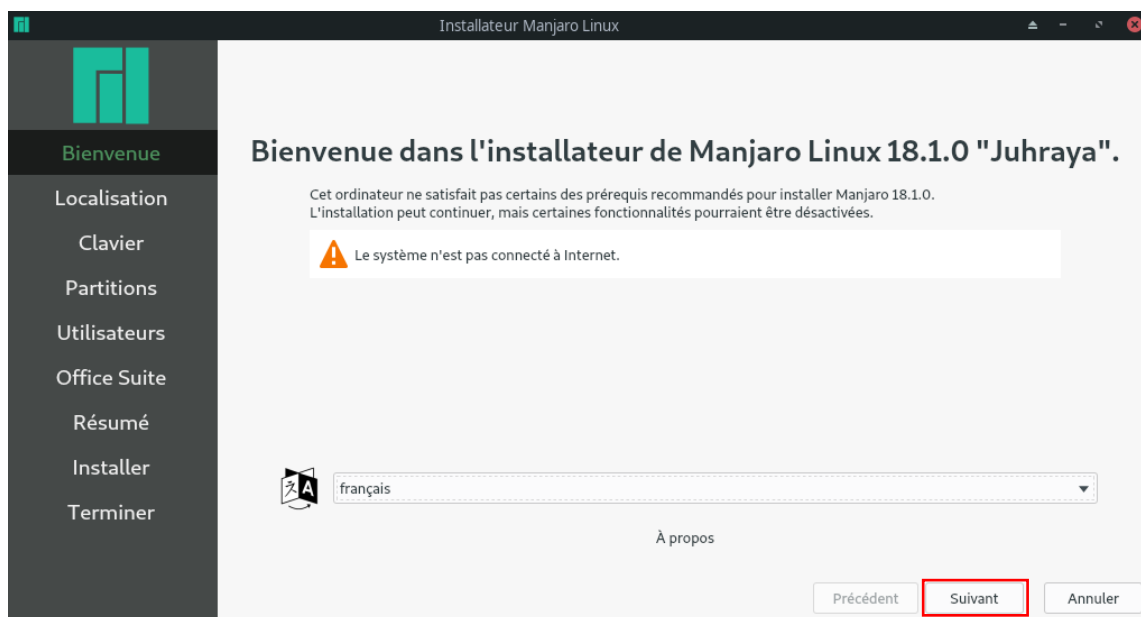 Installateur Manjaro Linux
Bienvenue
Localisation
Clavier
Partitions
Utilisateurs
Office Suite
Résumé
Installer
Terminer
Bienvenue dans l'installateur de Manjaro Linux 18.1.0 "Juhraya".
Cet ordinateur ne satisfait pas certains des prérequis recommandés pour installer Manjaro 18.1.0.
L'installation peut continuer, mais certaines fonctionnalités pourraient être désactivées.
Le système n'est pas connecté à Internet.
français
À propos
Précédent Suivant Annuler